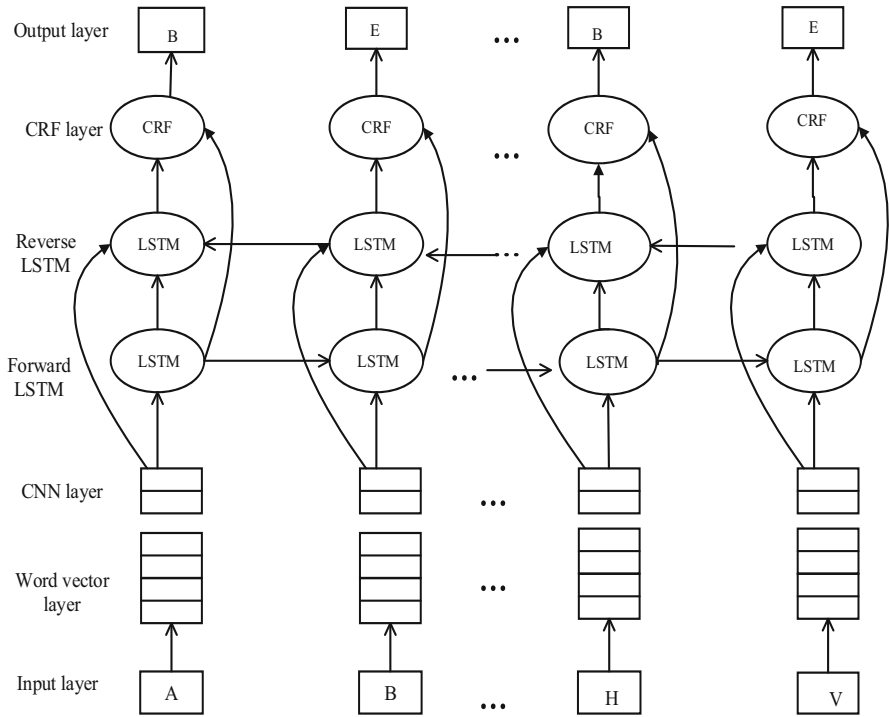 Output layer B E ... B E
CRF layer CRF CRF ... CRF CRF
Reverse
LSTM LSTM LSTM ... LSTM LSTM
Forward
LSTM LSTM LSTM ... LSTM LSTM
CNN layer ...
Word vector
layer ...
Input layer A B ... H V